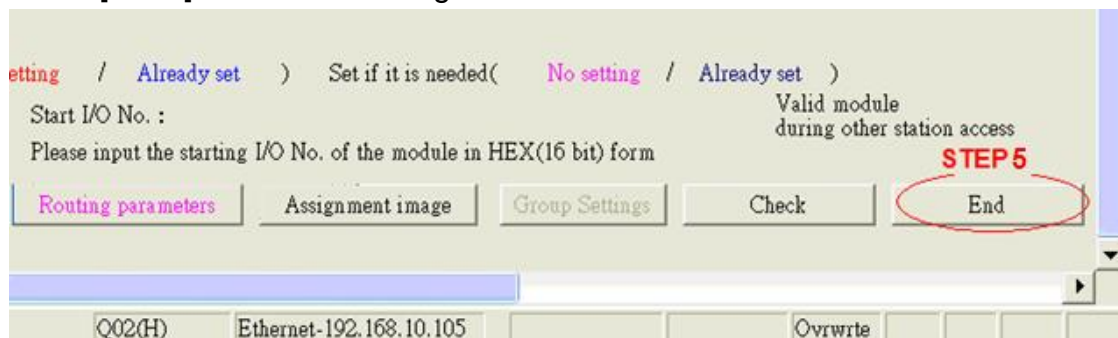 etting / Already set ) Set if it is needed( No setting / Already set )
Start I/O No. :
Valid module
during other station access
Please input the starting I/O No. of the module in HEX(16 bit) form
STEP 5
Routing parameters Assignment image Group Settings Check End
Q02(H) Ethernet-192.168.10.105 Ovrwrte